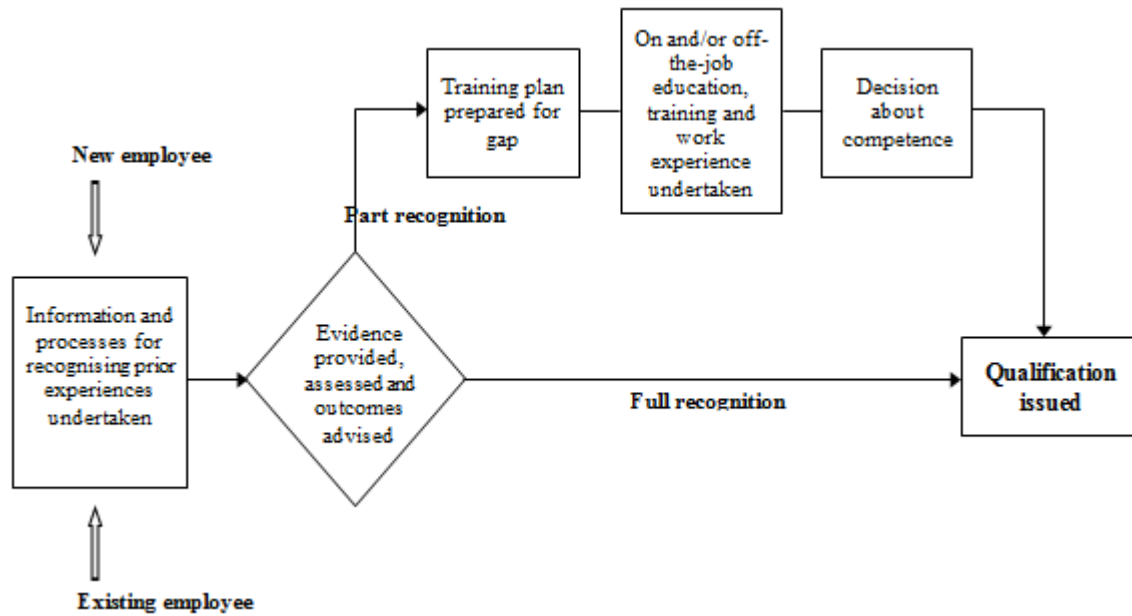 New employee
Information and
processes for
recognising prior
experiences
undertaken
Existing employee
Evidence
provided,
assessed and
outcomes
advised
Part recognition
Training plan
prepared for
gap
On and/or off-
the-job
education,
training and
work
experience
undertaken
Decision
about
competence
Full recognition
Qualification
issued